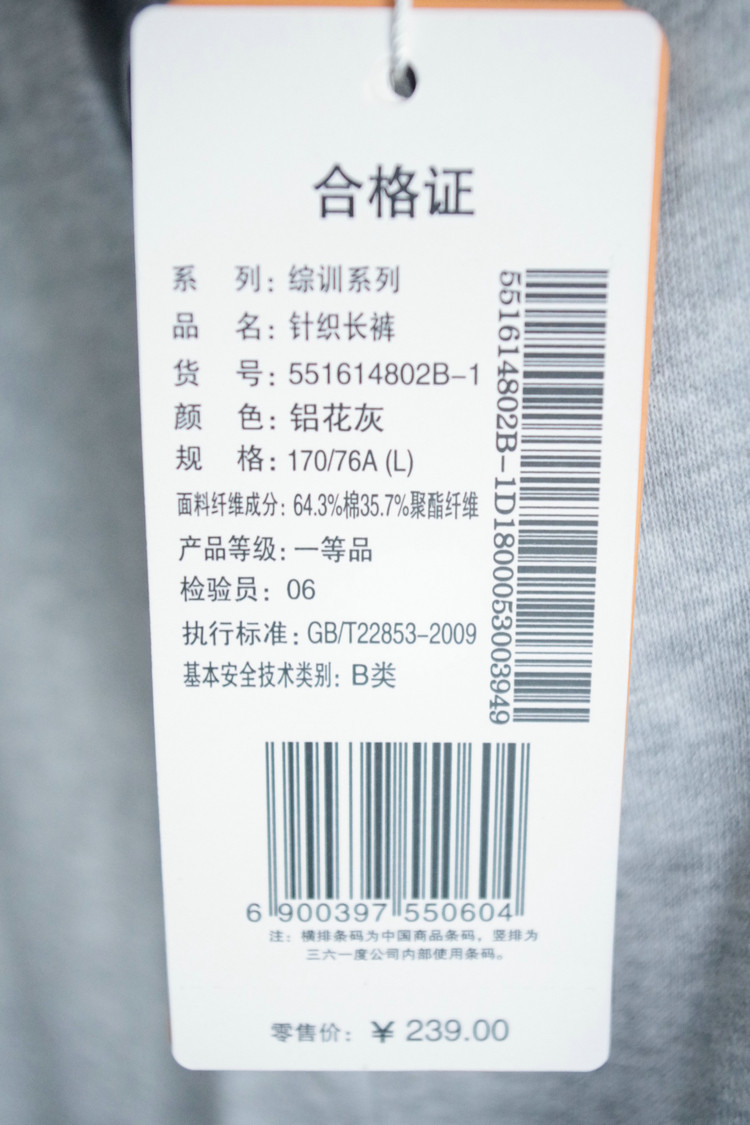 合格证
系 列：综训系列
品 名：针织长裤
货 号：551614802B-1
颜 色：铝花灰
规 格：170/76A (L)
面料纤维成分：64.3%棉35.7%聚酯纤维
产品等级：一等品
检验员：06
执行标准：GB/T22853-2009
基本安全技术类别：B类
551614802B-1D1800053003949
6 900397 550604
注：横排条码为中国商品条码，竖排为
三六一度公司内部使用条码。
零售价：¥ 239.00